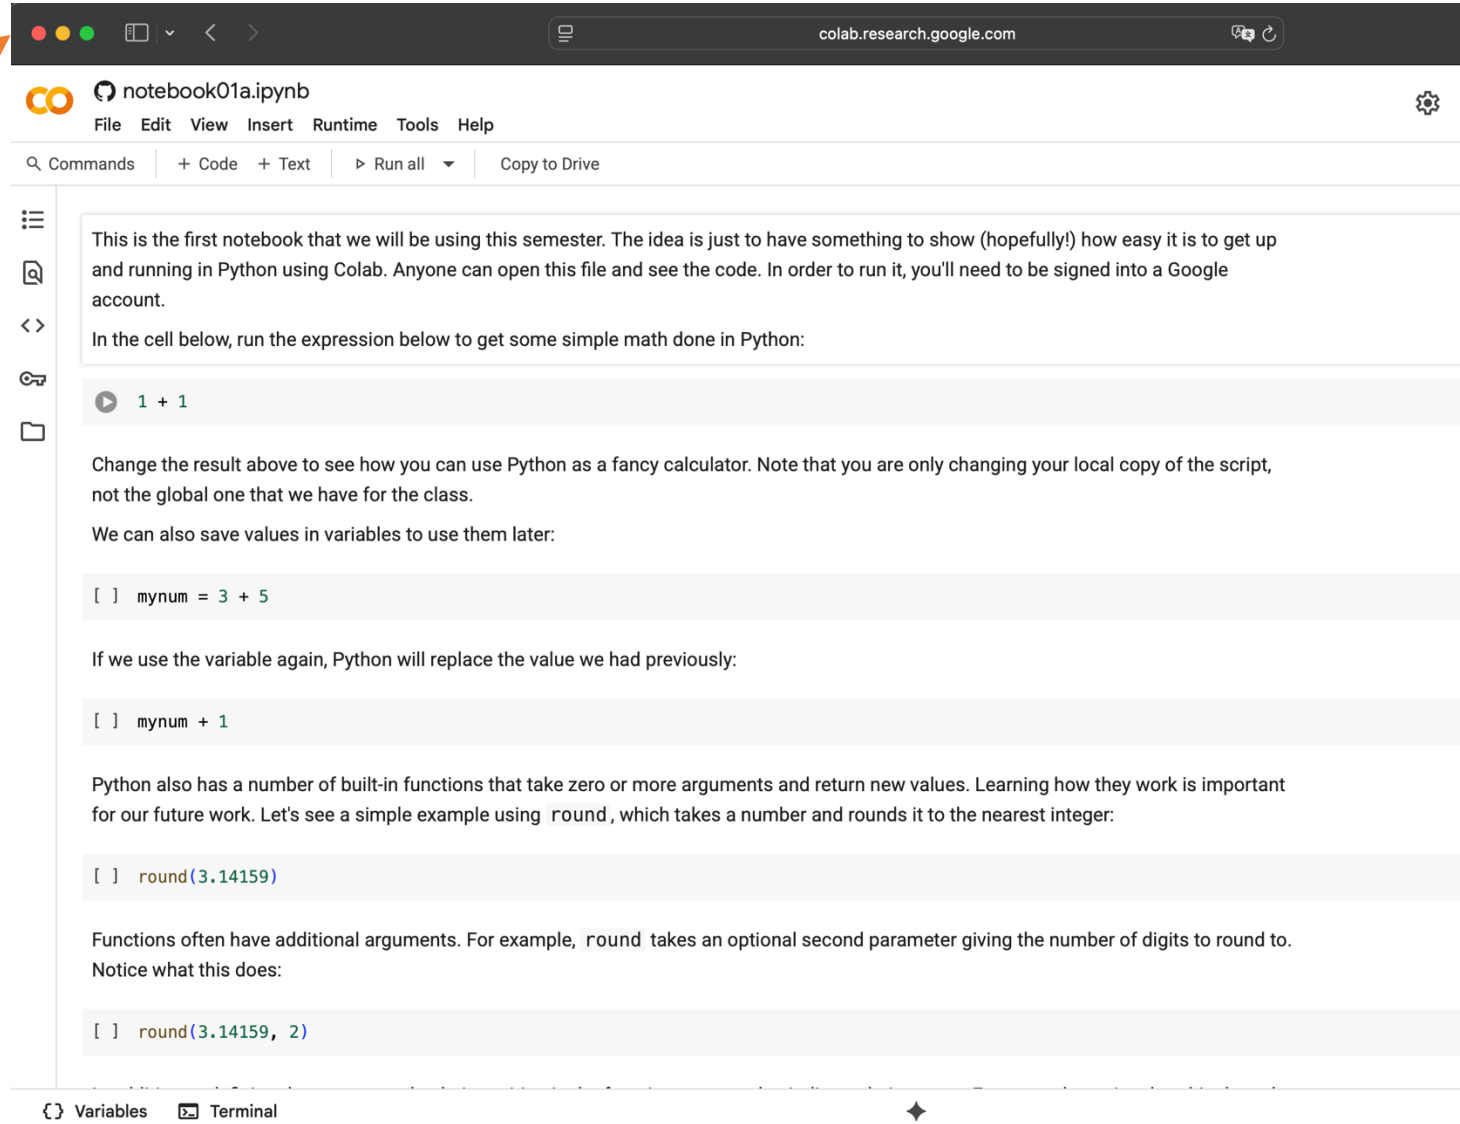 colab.research.google.com
notebook01a.ipynb
File Edit View Insert Runtime Tools Help
Commands + Code + Text Run all Copy to Drive
This is the first notebook that we will be using this semester. The idea is just to have something to show (hopefully!) how easy it is to get up
and running in Python using Colab. Anyone can open this file and see the code. In order to run it, you'll need to be signed into a Google
account.
In the cell below, run the expression below to get some simple math done in Python:
1 + 1
Change the result above to see how you can use Python as a fancy calculator. Note that you are only changing your local copy of the script,
not the global one that we have for the class.
We can also save values in variables to use them later:
[ ] mynum = 3 + 5
If we use the variable again, Python will replace the value we had previously:
[ ] mynum + 1
Python also has a number of built-in functions that take zero or more arguments and return new values. Learning how they work is important
for our future work. Let's see a simple example using round, which takes a number and rounds it to the nearest integer:
[ ] round(3.14159)
Functions often have additional arguments. For example, round takes an optional second parameter giving the number of digits to round to.
Notice what this does:
[ ] round(3.14159, 2)
{} Variables Terminal